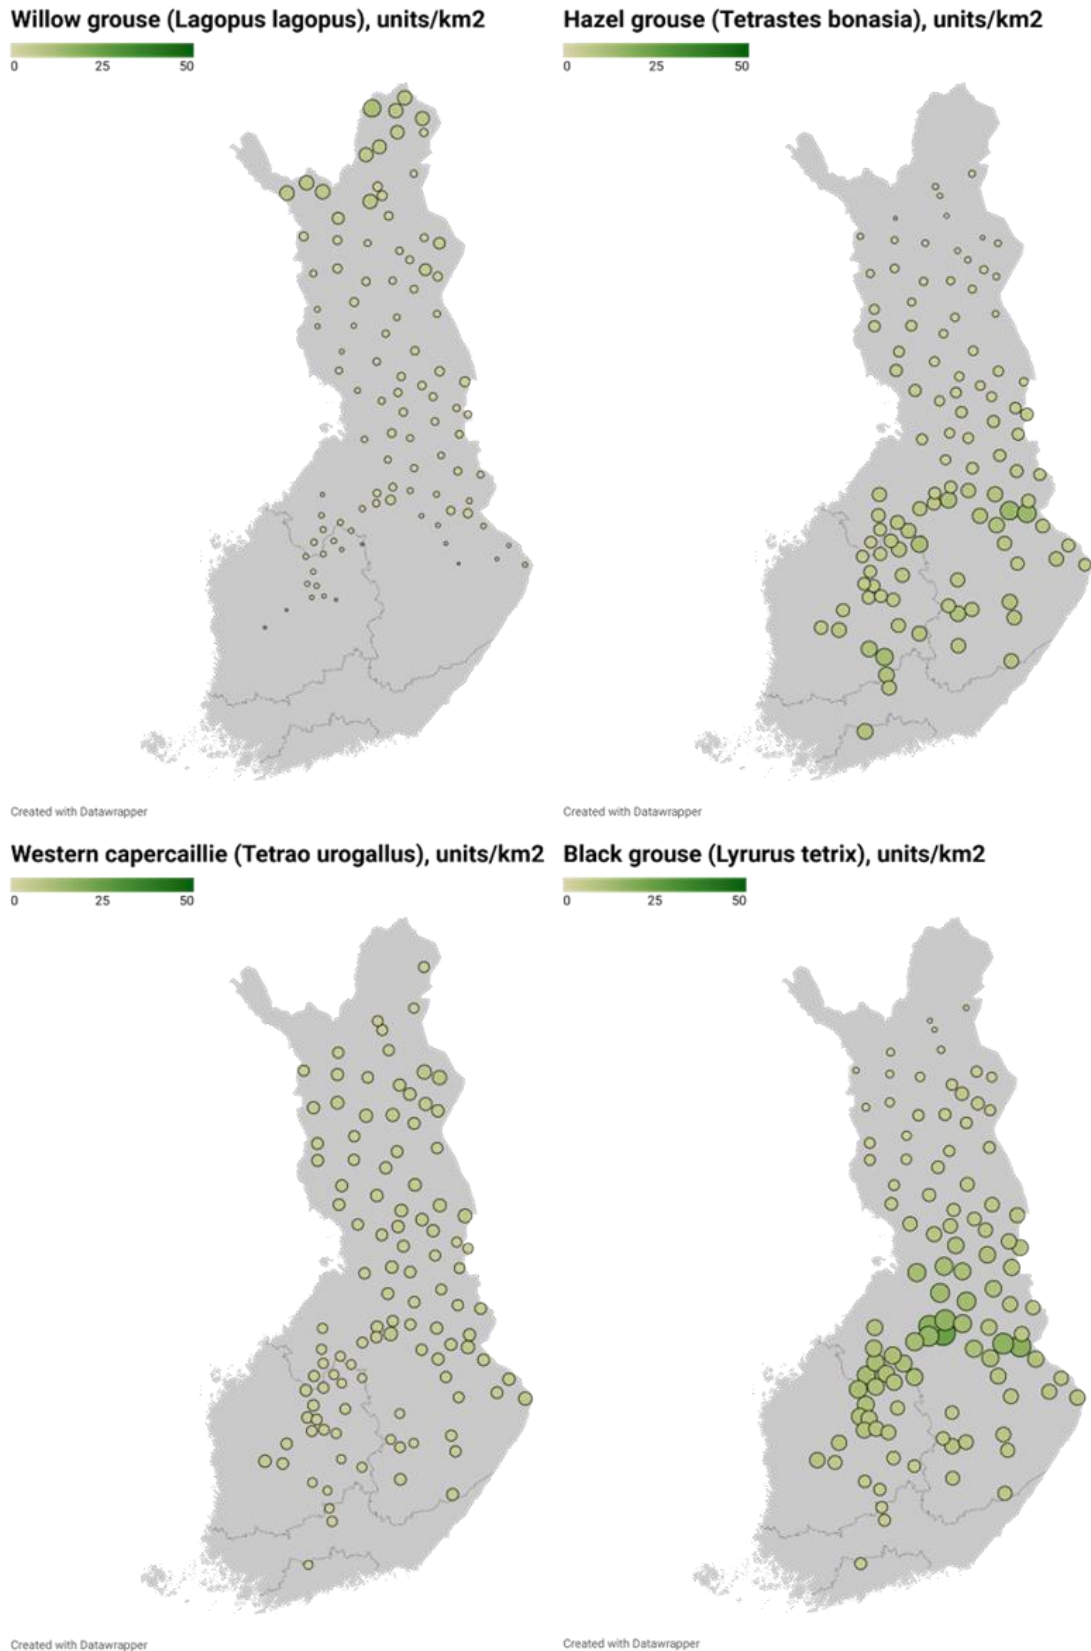 Willow grouse (Lagopus lagopus), units/km2
0 25 50
Created with Datawrapper
Hazel grouse (Tetrastes bonasia), units/km2
0 25 50
Western capercaillie (Tetrao urogallus), units/km2
0 25 50
Created with Datawrapper
Black grouse (Lyrurus tetrix), units/km2
0 25 50
Created with Datawrapper
Created with Datawrapper